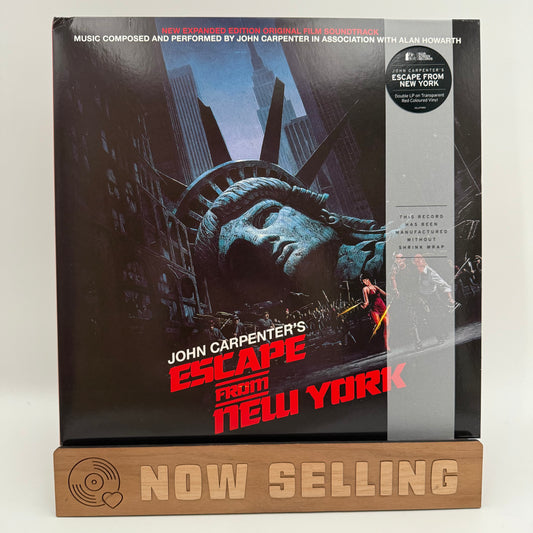 NEW EXPANDED EDITION ORIGINAL FILM SOUNDTRACK
MUSIC COMPOSED AND PERFORMED BY JOHN CARPENTER IN ASSOCIATION WITH ALAN HOWARTH
JOHN CARPENTER'S
ESCAPE FROM
NEW YORK
Double LP on Transparent
Red Coloured Vinyl
THIS RECORD
HAS BEEN
MANUFACTURED
WITHOUT
SHRINK WRAP
JOHN CARPENTER'S
ESCAPE
FROM
NEW YORK
NOW SELLING